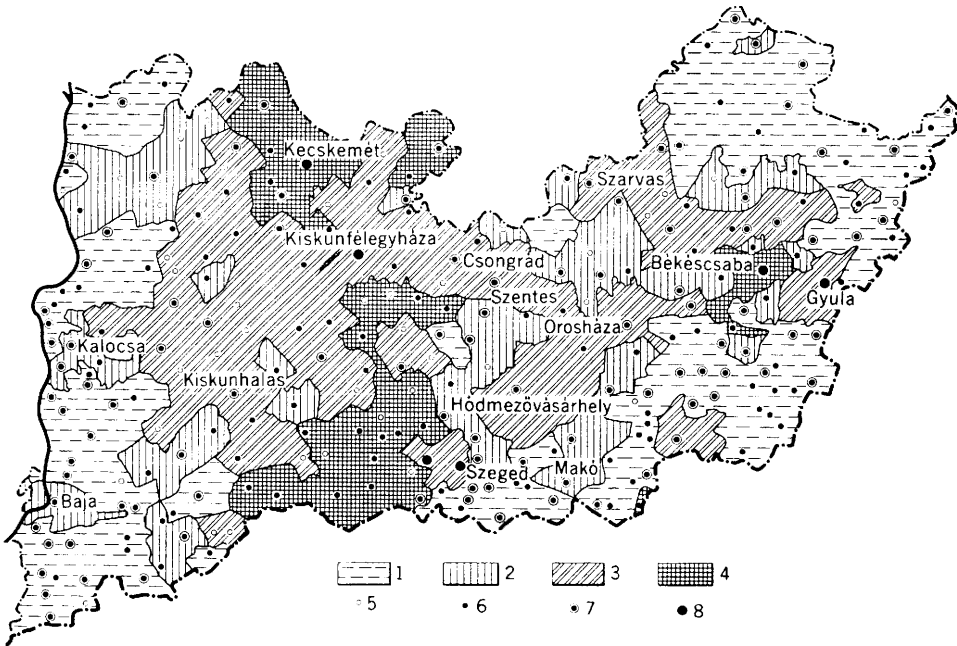 Kecskemét
Szarvas
Kiskunfélegyháza
Csongrád
Békéscsaba
Szentes
Gyula
Orosháza
Kalocsa
Kiskunhalas
Hódmezővásárhely
Szeged
Makó
Baja
1 2 3 4
5 6 7 8